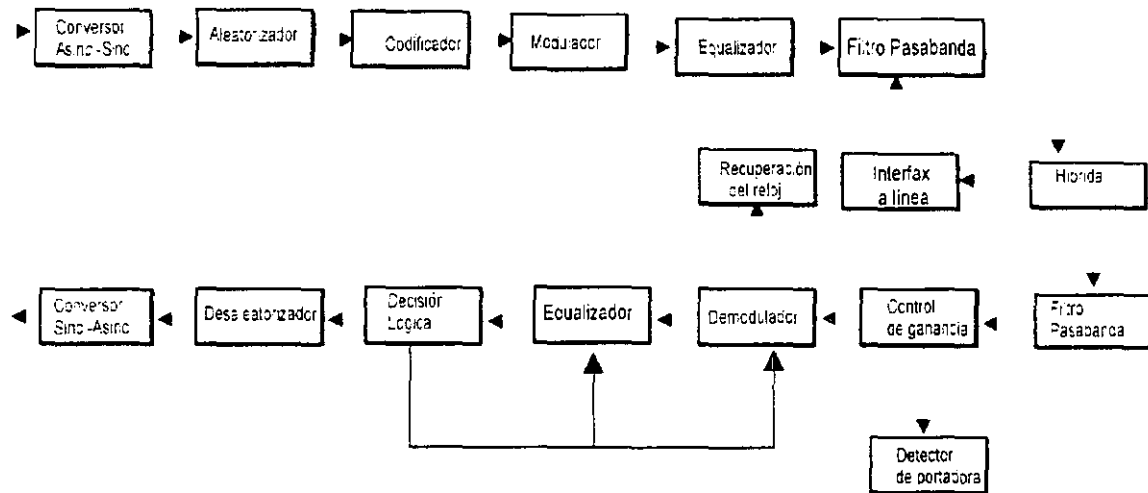 Conversor
Asinc-Sinc
Aleatorizador
Codificador
Modulador
Equalizador
Filtro Pasabanda
Recuperación
del reloj
Interfax
a línea
Híbrida
Conversor
Sinc-Asinc
Desaleatorizador
Decisión
Lógica
Equalizador
Demodulador
Control
de ganancia
Filtro
Pasabanda
Detector
de portadora